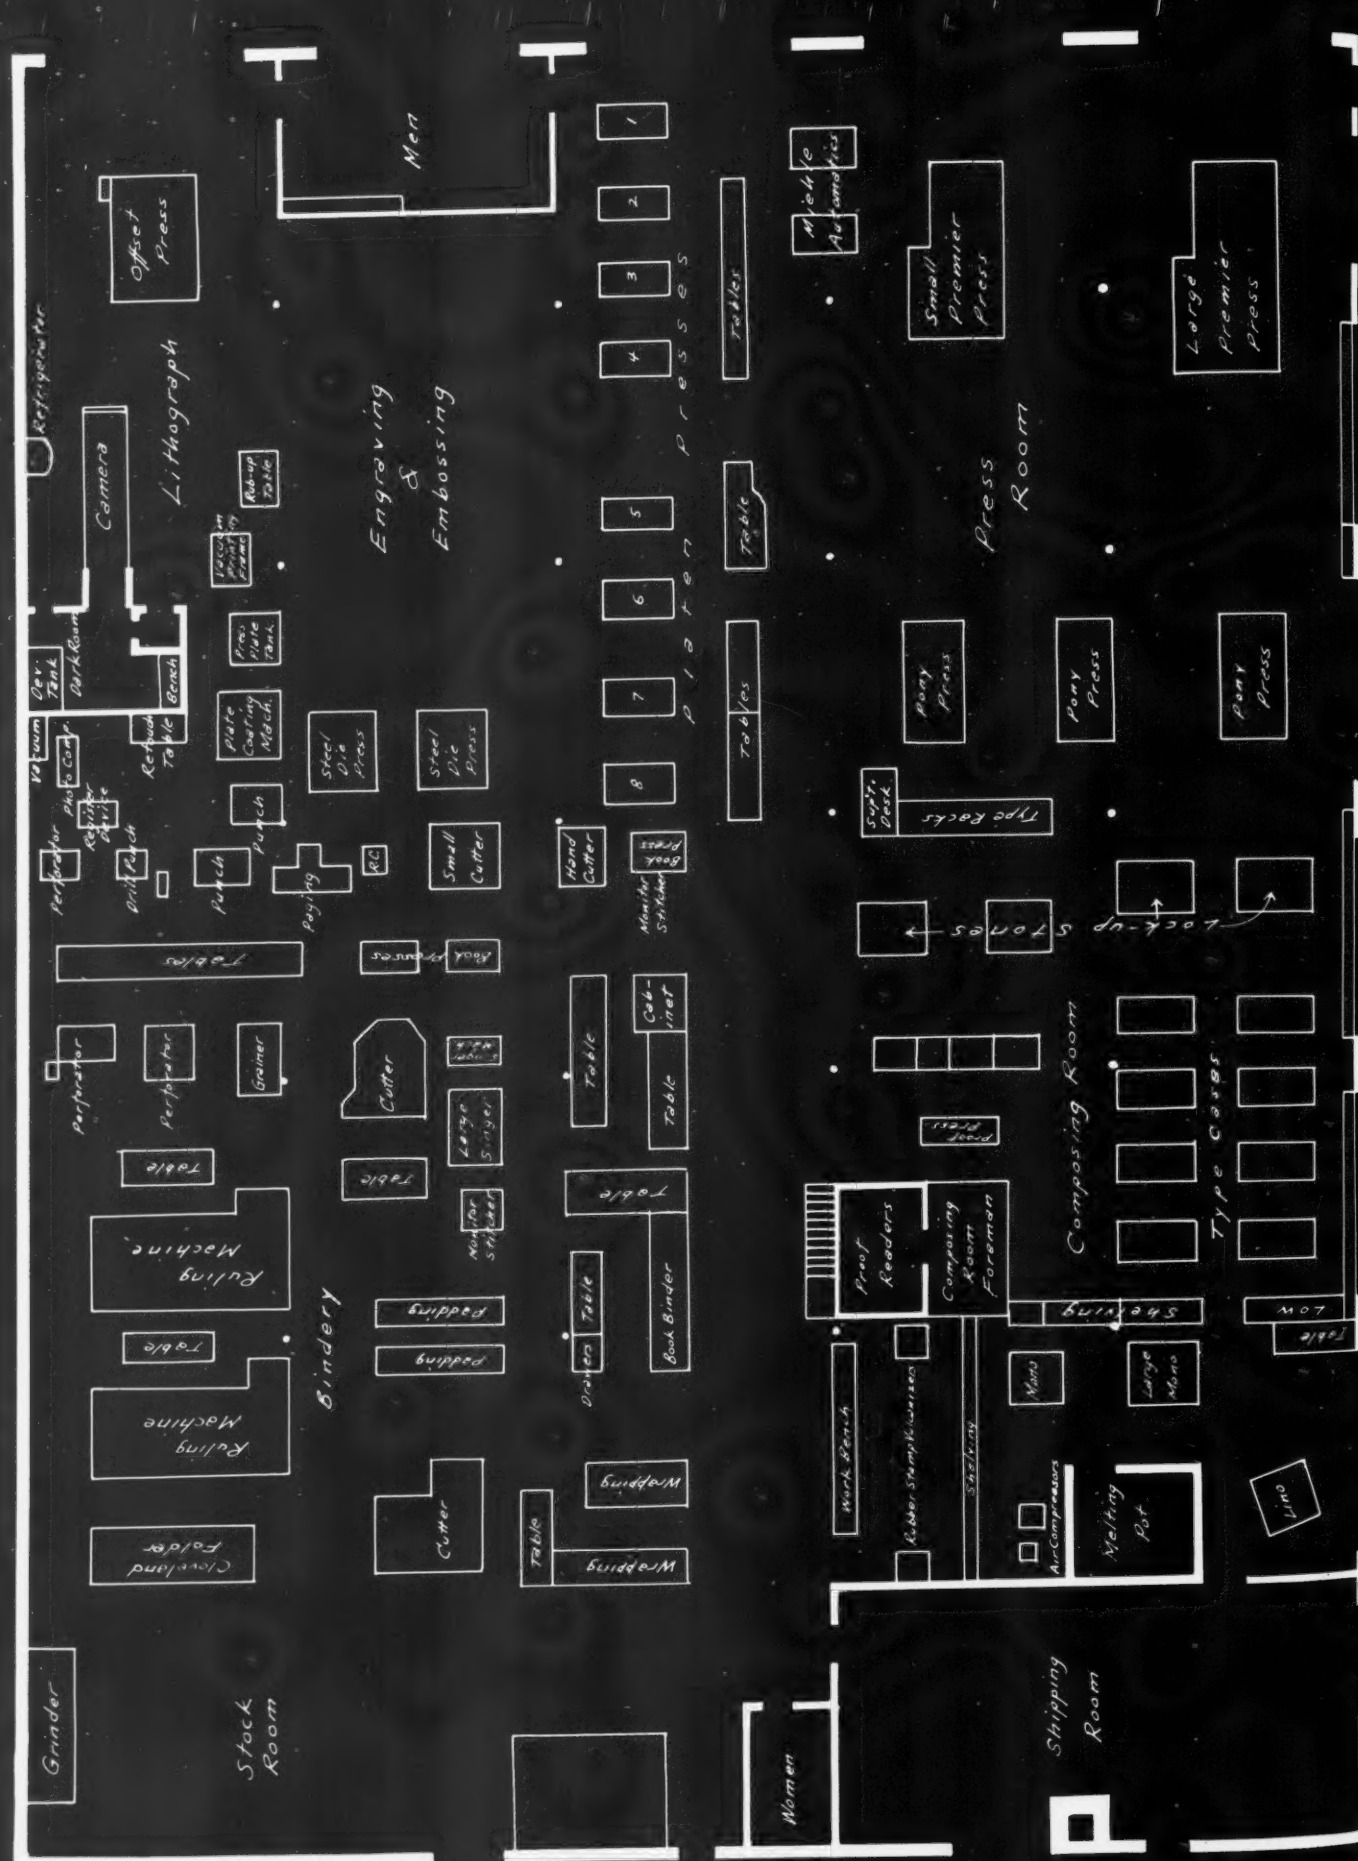 Men
1
2
3
4
5
6
7
8
Platen Presses
Offset
Press
Refrigerator
Lithograph
Camera
Rub-up
Table
Vacuum
Printing
Frame
Press
Plate
Tank
Dev.
Tank
Dark Room
Bench
Vacuum
Photo Comp.
Retouch
Table
Plate
Coating
Mach.
Register
Device
Punch
Perforator
Drill Punch
Punch
Engraving
&
Embossing
Steel
Die
Press
Steel
Die
Press
Paging
R.C.
Small
Cutter
Hand
Cutter
Book
Press
Monitor
Stitcher
Tables
Table
Tables
Miehle
Automatics
Small
Premier
Press
Large
Premier
Press
Press
Room
Pony
Press
Pony
Press
Pony
Press
Sup't.
Desk
Type Racks
Lock-up Stones
Tables
Book Presses
Perforator
Perforator
Grainer
Cutter
Large
Singer
Table
Cab-
inet
Table
Table
Table
Monitor
Stitcher
Table
Ruling
Machine
Table
Ruling
Machine
Bindery
Padding
Padding
Drawers
Table
Book Binder
Cleveland
Folder
Cutter
Table
Wrapping
Wrapping
Composing Room
Type Cases
Proof
Press
Proof
Readers
Composing
Room
Foreman
Shelving
Low
Table
Work Bench
Rubber Stamp Vulcanizers
Shelving
Mono
Large
Mono
Air Compressors
Melting
Pot
Lino
Grinder
Stock
Room
Women
Shipping
Room